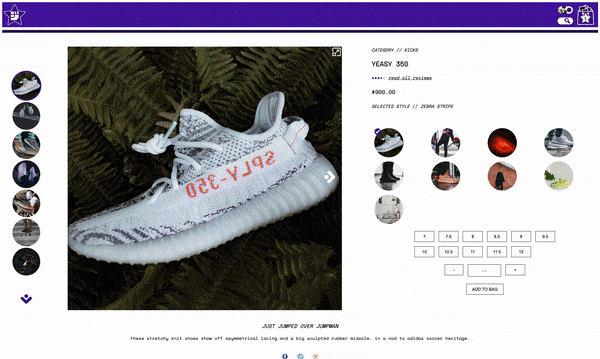 CATEGORY // KICKS
YEASY 350
read all reviews
$900.00
SELECTED STYLE // ZEBRA STRIPE
SPLY-350
7 7.5 8 8.5 9 9.5
10 10.5 11 11.5 12
- -- +
ADD TO BAG
JUST JUMPED OVER JUMPMAN
these stretchy knit shoes show off asymmetrical lacing and a big sculpted rubber midsole. in a nod to adidas soccer heritage.